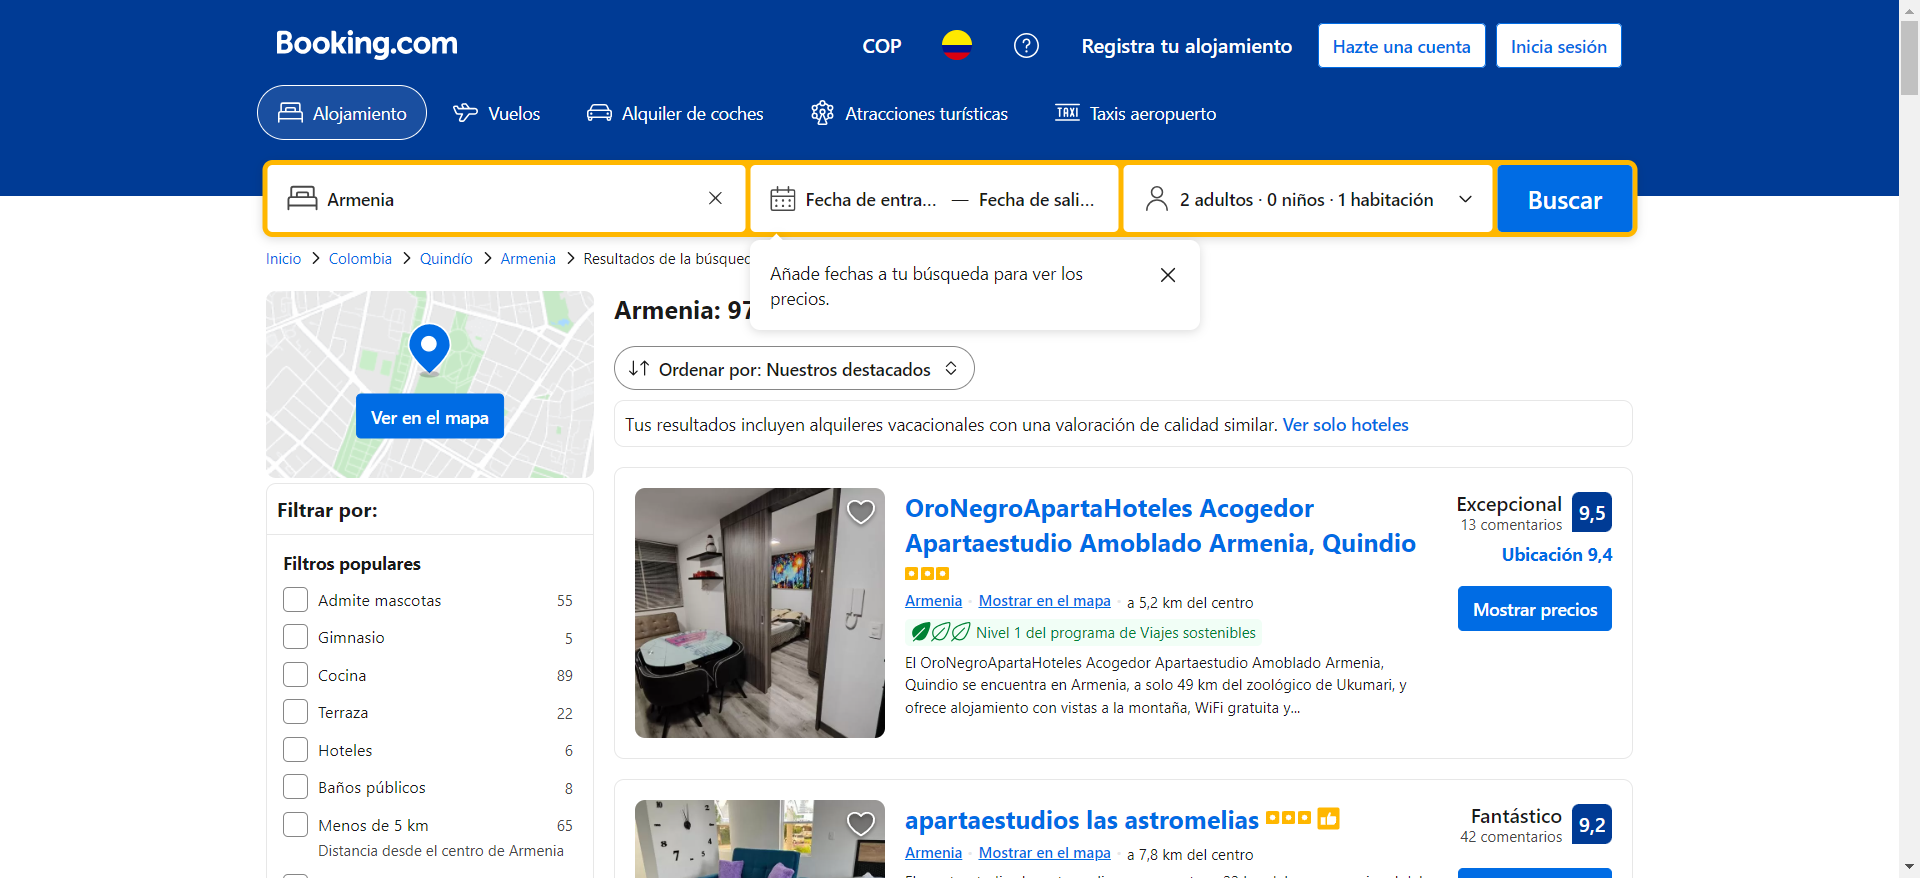 Booking.com
COP
Registra tu alojamiento
Hazte una cuenta
Inicia sesión
Alojamiento
Vuelos
Alquiler de coches
Atracciones turísticas
TAXI
Taxis aeropuerto
Armenia
Fecha de entra... — Fecha de sali...
2 adultos · 0 niños · 1 habitación
Buscar
Inicio > Colombia > Quindío > Armenia > Resultados de la búsqued
Añade fechas a tu búsqueda para ver los
precios.
Ver en el mapa
Filtrar por:
Filtros populares
Admite mascotas 55
Gimnasio 5
Cocina 89
Terraza 22
Hoteles 6
Baños públicos 8
Menos de 5 km 65
Distancia desde el centro de Armenia
Armenia: 97
Ordenar por: Nuestros destacados
Tus resultados incluyen alquileres vacacionales con una valoración de calidad similar. Ver solo hoteles
OroNegroApartaHoteles Acogedor
Apartaestudio Amoblado Armenia, Quindio
Armenia · Mostrar en el mapa · a 5,2 km del centro
Nivel 1 del programa de Viajes sostenibles
El OroNegroApartaHoteles Acogedor Apartaestudio Amoblado Armenia,
Quindio se encuentra en Armenia, a solo 49 km del zoológico de Ukumari, y
ofrece alojamiento con vistas a la montaña, WiFi gratuita y...
Excepcional
13 comentarios
9,5
Ubicación 9,4
Mostrar precios
apartaestudios las astromelias
Armenia · Mostrar en el mapa · a 7,8 km del centro
Fantástico
42 comentarios
9,2